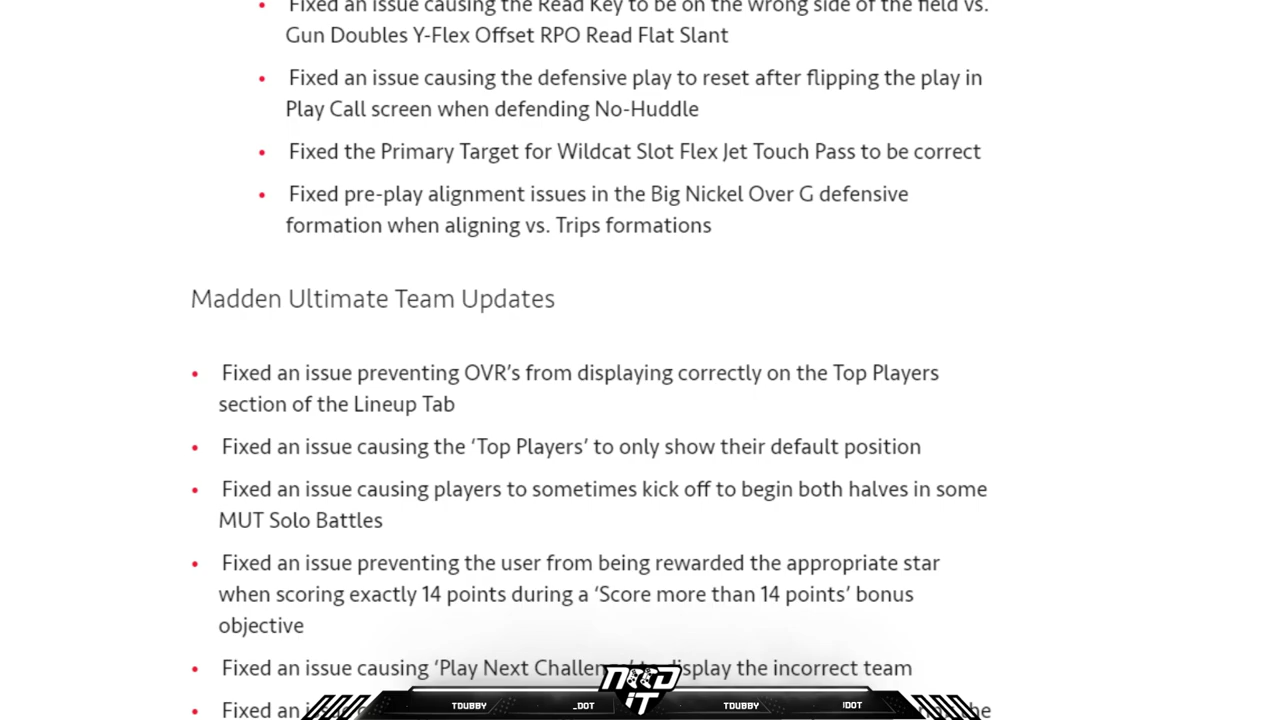 Fixed an issue causing the Read Key to be on the wrong side of the field vs.
Gun Doubles Y-Flex Offset RPO Read Flat Slant
• Fixed an issue causing the defensive play to reset after flipping the play in
Play Call screen when defending No-Huddle
• Fixed the Primary Target for Wildcat Slot Flex Jet Touch Pass to be correct
• Fixed pre-play alignment issues in the Big Nickel Over G defensive
formation when aligning vs. Trips formations
Madden Ultimate Team Updates
• Fixed an issue preventing OVR's from displaying correctly on the Top Players
section of the Lineup Tab
• Fixed an issue causing the ‘Top Players’ to only show their default position
• Fixed an issue causing players to sometimes kick off to begin both halves in some
MUT Solo Battles
• Fixed an issue preventing the user from being rewarded the appropriate star
when scoring exactly 14 points during a ‘Score more than 14 points’ bonus
objective
• Fixed an issue causing ‘Play Next display the incorrect team
• Fixed an
TDUBBY _DOT TDUBBY